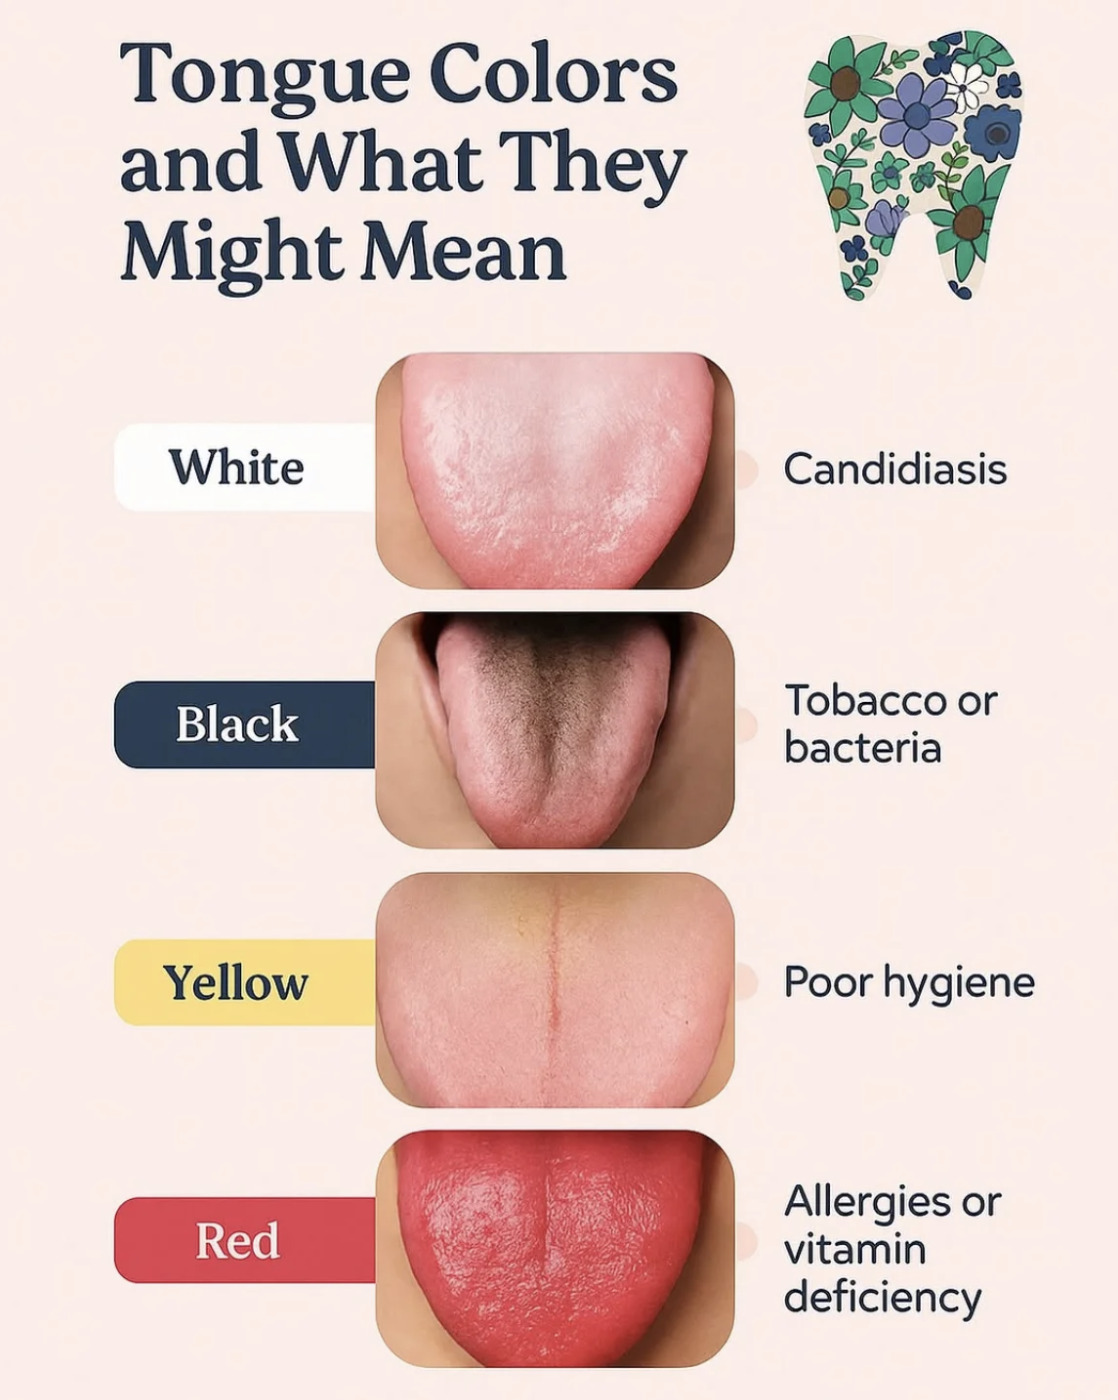 Tongue Colors
and What They
Might Mean
White
Candidiasis
Black
Tobacco or
bacteria
Yellow
Poor hygiene
Red
Allergies or
vitamin
deficiency